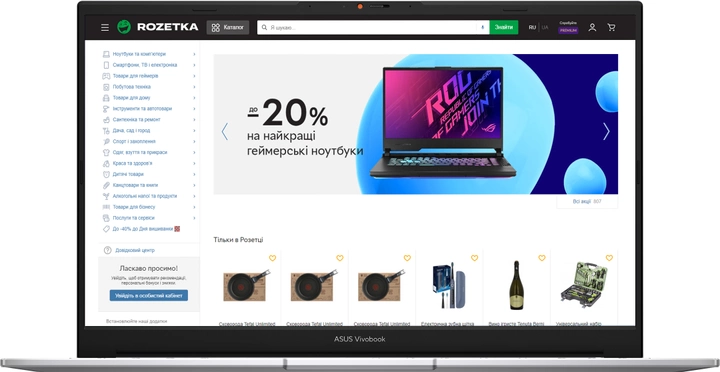 ROZETKA
Каталог
Я шукаю...
Знайти
RU | UA
Спробуйте
PREMIUM
Ноутбуки та комп'ютери
Смартфони, ТВ і електроніка
Товари для геймерів
Побутова техніка
Товари для дому
Інструменти та автотовари
Сантехніка та ремонт
Дача, сад і город
Спорт і захоплення
Одяг, взуття та прикраси
Краса та здоров'я
Дитячі товари
Канцтовари та книги
Алкогольні напої та продукти
Товари для бізнесу
Послуги та сервіси
До -40% до Дня вишиванки
Довідковий центр
Ласкаво просимо!
Увійдіть, щоб отримувати рекомендації,
персональні бонуси і знижки.
Увійдіть в особистий кабінет
Встановлюйте наші додатки
до
–20%
на найкращі
геймерські ноутбуки
ROG
REPUBLIC OF
GAMERS
JOIN THE
Всі акції 857
Тільки в Розетці
Сковорода Tefal Unlimited
Сковорода Tefal Unlimited
Сковорода Tefal Unlimited
Електрична зубна щітка
Вино ігристе Tenuta Benis
Універсальний набір
ASUS Vivobook